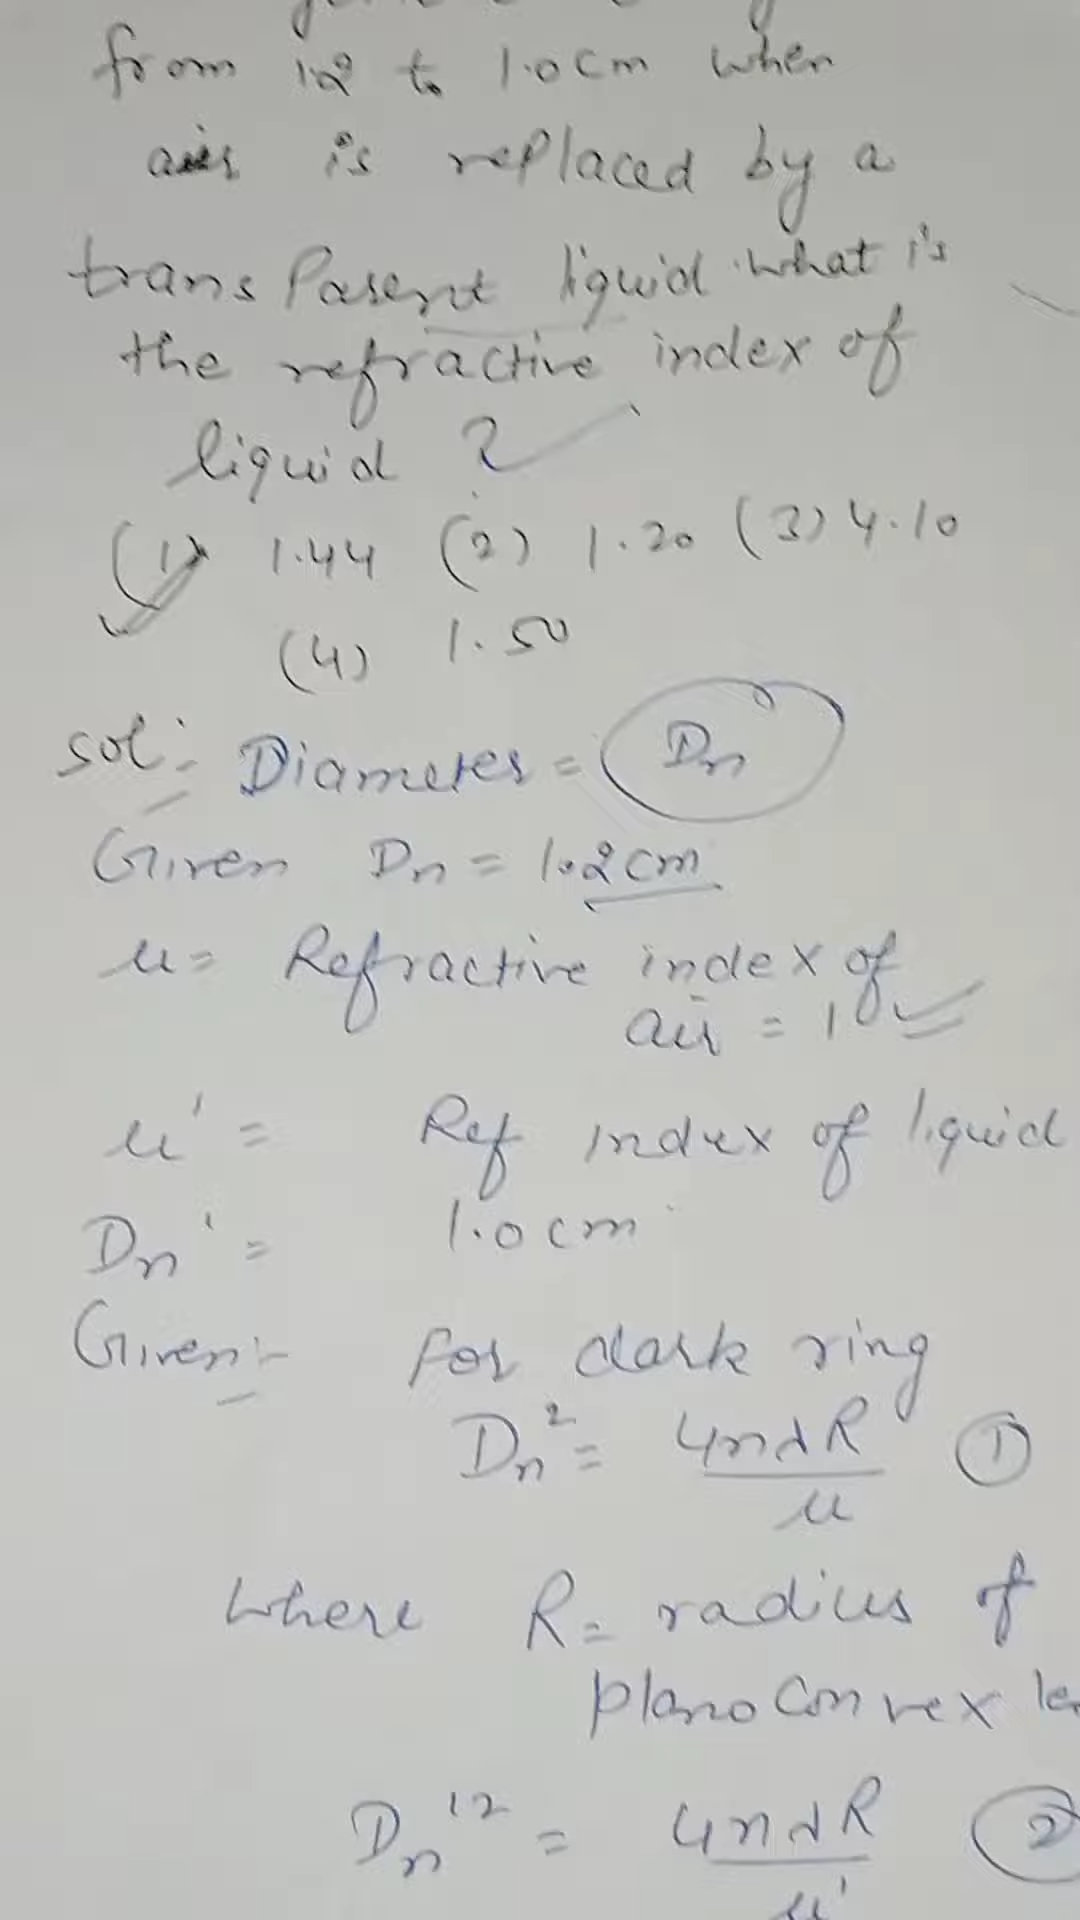 from 1.2 to 1.0cm when
air is replaced by a
trans Parent liquid what is
the refractive index of
liquid ?
(1) 1.44 (2) 1.20 (3) 4.10
(4) 1.50
sol:- Diameter = Dn
Given Dn = 1.2cm
μ = Refractive index of
air = 1
μ' = Ref index of liquid
Dn' = 1.0cm
Given:- For dark ring
Dn² = 4nλR / μ (1)
where R = radius of
planoconvex le
Dn'² = 4nλR / μ' (2)